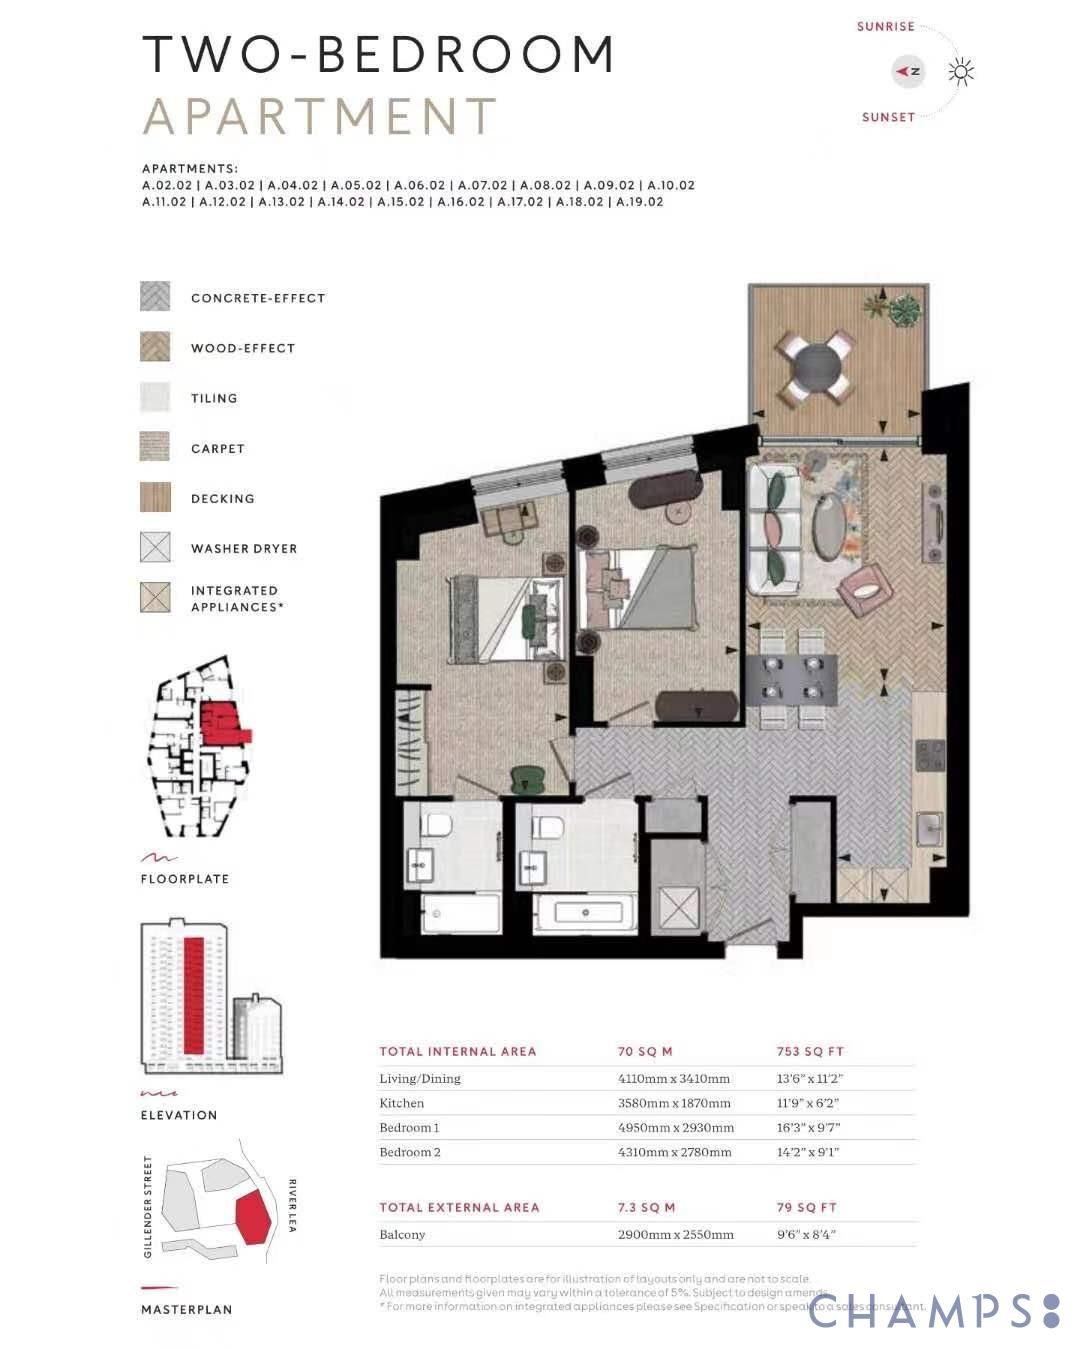 TWO-BEDROOM
APARTMENT
SUNRISE
N
SUNSET
APARTMENTS:
A.02.02 | A.03.02 | A.04.02 | A.05.02 | A.06.02 | A.07.02 | A.08.02 | A.09.02 | A.10.02
A.11.02 | A.12.02 | A.13.02 | A.14.02 | A.15.02 | A.16.02 | A.17.02 | A.18.02 | A.19.02
CONCRETE-EFFECT
WOOD-EFFECT
TILING
CARPET
DECKING
WASHER DRYER
INTEGRATED
APPLIANCES*
FLOORPLATE
ELEVATION
GILLENDER STREET
RIVER LEA
MASTERPLAN
TOTAL INTERNAL AREA 70 SQ M 753 SQ FT
Living/Dining 4110mm x 3410mm 13'6" x 11'2"
Kitchen 3580mm x 1870mm 11'9" x 6'2"
Bedroom 1 4950mm x 2930mm 16'3" x 9'7"
Bedroom 2 4310mm x 2780mm 14'2" x 9'1"
TOTAL EXTERNAL AREA 7.3 SQ M 79 SQ FT
Balcony 2900mm x 2550mm 9'6" x 8'4"
Floor plans and floorplates are for illustration of layouts only and are not to scale.
All measurements given may vary within a tolerance of 5%. Subject to design amends.
* For more information on integrated appliances please see Specification or speak to a sales consultant.
CHAMPS